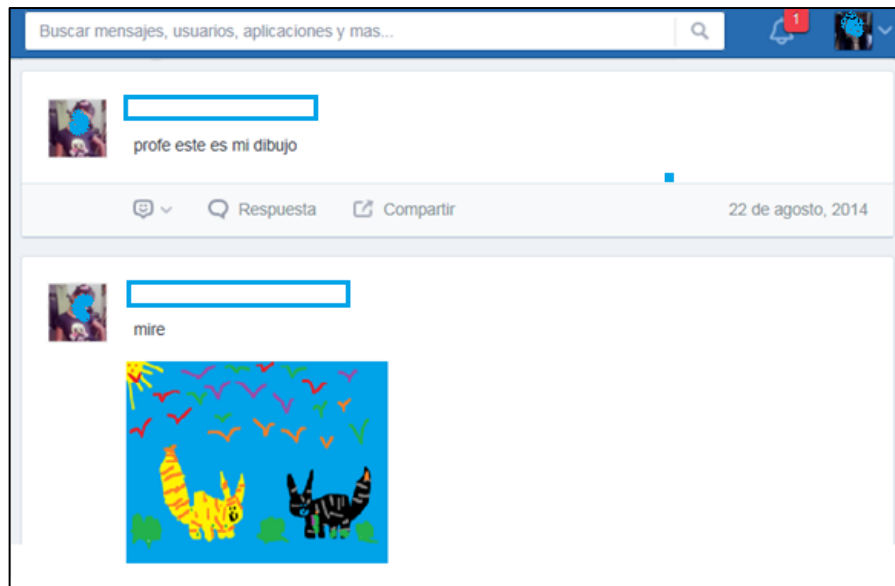 Buscar mensajes, usuarios, aplicaciones y mas...
1
profe este es mi dibujo
Respuesta
Compartir
22 de agosto, 2014
mire